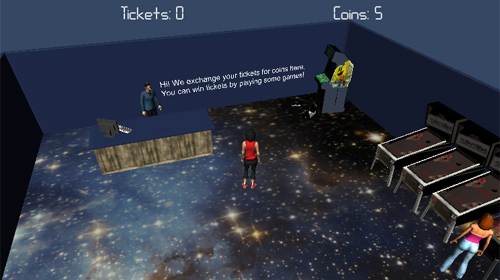 Tickets: 0
Coins: 5
Hi! We exchange your tickets for coins here.
You can win tickets by playing some games!